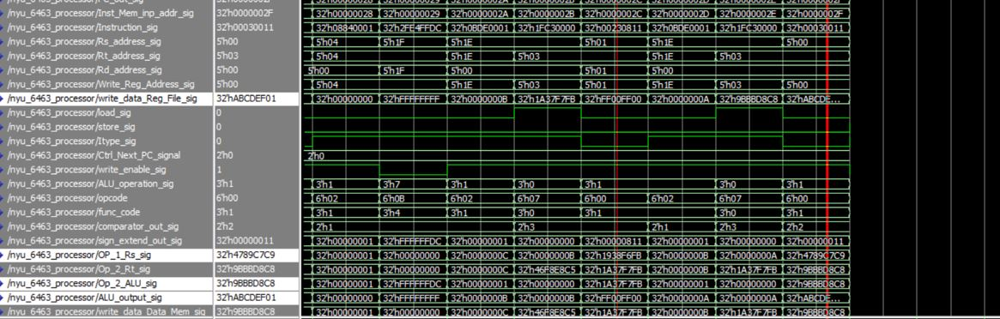 /nyu_6463_processor/Inst_Mem_inp_addr_sig 32'h0000002F 32'h00000028 32'h00000029 32'h0000002A 32'h0000002B 32'h0000002C 32'h0000002D 32'h0000002E 32'h0000002F
/nyu_6463_processor/Instruction_sig 32'h00030011 32'h08840001 32'h2FE4FFDC 32'h0BDE0001 32'h1FC30000 32'h00230811 32'h0BDE0001 32'h1FC30000 32'h00030011
/nyu_6463_processor/Rs_address_sig 5'h00 5'h04 5'h1F 5'h1E 5'h01 5'h1E 5'h00
/nyu_6463_processor/Rt_address_sig 5'h03 5'h04 5'h1E 5'h03 5'h1E 5'h03
/nyu_6463_processor/Rd_address_sig 5'h00 5'h00 5'h1F 5'h00 5'h01 5'h00
/nyu_6463_processor/Write_Reg_Address_sig 5'h00 5'h04 5'h1E 5'h03 5'h01 5'h1E 5'h03 5'h00
/nyu_6463_processor/write_data_Reg_File_sig 32'hABCDEF01 32'h00000000 32'hFFFFFFFF 32'h0000000B 32'h1A37F7FB 32'hFF00FF00 32'h0000000A 32'h9BBBD8C8 32'hABCDE...
/nyu_6463_processor/load_sig 0
/nyu_6463_processor/store_sig 0
/nyu_6463_processor/Itype_sig 0
/nyu_6463_processor/Ctrl_Next_PC_signal 2'h0 2'h0
/nyu_6463_processor/write_enable_sig 1
/nyu_6463_processor/ALU_operation_sig 3'h1 3'h1 3'h7 3'h1 3'h0 3'h1 3'h0 3'h1
/nyu_6463_processor/opcode 6'h00 6'h02 6'h0B 6'h02 6'h07 6'h00 6'h02 6'h07 6'h00
/nyu_6463_processor/func_code 3'h1 3'h1 3'h4 3'h1 3'h0 3'h1 3'h0 3'h1
/nyu_6463_processor/comparator_out_sig 2'h2 2'h1 2'h3 2'h1 2'h3 2'h2
/nyu_6463_processor/sign_extend_out_sig 32'h00000011 32'h00000001 32'hFFFFFFDC 32'h00000001 32'h00000000 32'h00000811 32'h00000001 32'h00000000 32'h00000011
/nyu_6463_processor/OP_1_Rs_sig 32'h4789C7C9 32'h00000001 32'h00000000 32'h0000000C 32'h0000000B 32'h1938F6FB 32'h0000000B 32'h0000000A 32'h4789C7C9
/nyu_6463_processor/Op_2_Rt_sig 32'h9BBBD8C8 32'h00000001 32'h00000000 32'h0000000C 32'h46F8E8C5 32'h1A37F7FB 32'h0000000B 32'h1A37F7FB 32'h9BBBD8C8
/nyu_6463_processor/Op_2_ALU_sig 32'h9BBBD8C8 32'h00000001 32'hFFFFFFDC 32'h00000001 32'h00000000 32'h1A37F7FB 32'h00000001 32'h00000000 32'h9BBBD8C8
/nyu_6463_processor/ALU_output_sig 32'hABCDEF01 32'h00000000 32'hFFFFFFFF 32'h0000000B 32'h0000000B 32'hFF00FF00 32'h0000000A 32'h0000000A 32'hABCDE...
/nyu_6463_processor/write_data_Data_Mem_sig 32'h9BBBD8C8 32'h00000001 32'h00000000 32'h0000000C 32'h46F8E8C5 32'h1A37F7FB 32'h0000000B 32'h1A37F7FB 32'h9BBBD8C8